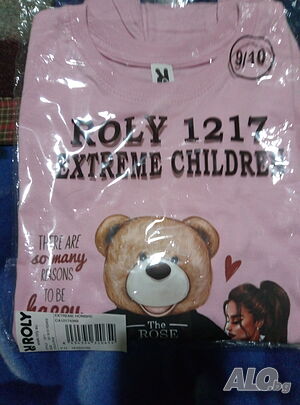 9/10
ROLY 1217
EXTREME CHILDREN
THERE ARE
so many
REASONS
TO BE
happy
The
ROSE
ROLY
ALO.bg